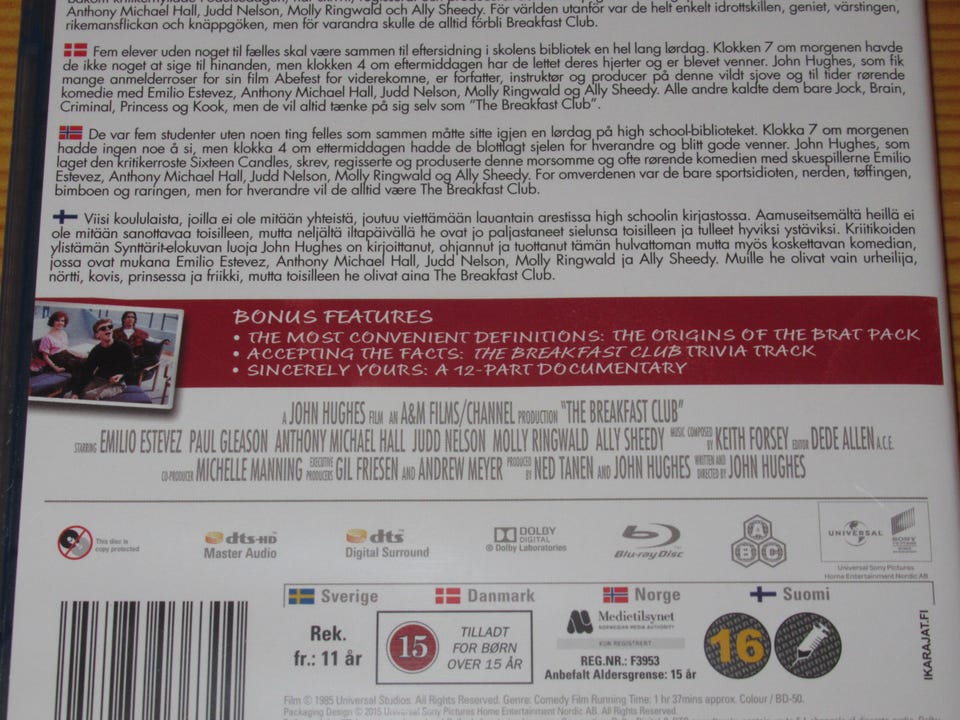 Anthony Michael Hall, Judd Nelson, Molly Ringwald och Ally Sheedy. För världen utanför var de helt enkelt idrottskillen, geniet, värstingen,
rikemansflickan och knäppgöken, men för varandra skulle de alltid förbli Breakfast Club.
Fem elever uden noget til fælles skal være sammen til eftersidning i skolens bibliotek en hel lang lørdag. Klokken 7 om morgenen havde
de ikke noget at sige til hinanden, men klokken 4 om eftermiddagen har de lettet deres hjerter og er blevet venner. John Hughes, som fik
mange anmelderroser for sin film Abefest for viderekomne, er forfatter, instruktør og producer på denne vildt sjove og til tider rørende
komedie med Emilio Estevez, Anthony Michael Hall, Judd Nelson, Molly Ringwald og Ally Sheedy. Alle andre kaldte dem bare Jock, Brain,
Criminal, Princess og Kook, men de vil altid tænke på sig selv som "The Breakfast Club".
De var fem studenter uten noen ting felles som sammen måtte sitte igjen en lørdag på high school-biblioteket. Klokka 7 om morgenen
hadde ingen noe å si, men klokka 4 om ettermiddagen hadde de blottlagt sjelen for hverandre og blitt gode venner. John Hughes, som
laget den kritikerroste Sixteen Candles, skrev, regisserte og produserte denne morsomme og ofte rørende komedien med skuespillerne Emilio
Estevez, Anthony Michael Hall, Judd Nelson, Molly Ringwald og Ally Sheedy. For omverdenen var de bare sportsidioten, nerden, tøffingen,
bimboen og raringen, men for hverandre vil de alltid være The Breakfast Club.
Viisi koululaista, joilla ei ole mitään yhteistä, joutuu viettämään lauantain arestissa high schoolin kirjastossa. Aamuseitsemältä heillä ei
ole mitään sanottavaa toisilleen, mutta neljältä iltapäivällä he ovat jo paljastaneet sielunsa toisilleen ja tulleet hyviksi ystäviksi. Kriitikoiden
ylistämän Synttärit-elokuvan luoja John Hughes on kirjoittanut, ohjannut ja tuottanut tämän hulvattoman mutta myös koskettavan komedian,
jossa ovat mukana Emilio Estevez, Anthony Michael Hall, Judd Nelson, Molly Ringwald ja Ally Sheedy. Muille he olivat vain urheilija,
nörtti, kovis, prinsessa ja friikki, mutta toisilleen he olivat aina The Breakfast Club.
BONUS FEATURES
• THE MOST CONVENIENT DEFINITIONS: THE ORIGINS OF THE BRAT PACK
• ACCEPTING THE FACTS: THE BREAKFAST CLUB TRIVIA TRACK
• SINCERELY YOURS: A 12-PART DOCUMENTARY
A JOHN HUGHES FILM AN A&M FILMS/CHANNEL PRODUCTION "THE BREAKFAST CLUB"
STARRING EMILIO ESTEVEZ PAUL GLEASON ANTHONY MICHAEL HALL JUDD NELSON MOLLY RINGWALD ALLY SHEEDY MUSIC COMPOSED BY KEITH FORSEY EDITOR DEDE ALLEN A.C.E.
CO-PRODUCER MICHELLE MANNING EXECUTIVE PRODUCERS GIL FRIESEN AND ANDREW MEYER PRODUCED BY NED TANEN AND JOHN HUGHES WRITTEN AND DIRECTED BY JOHN HUGHES
This disc is
copy protected
dts-HD
Master Audio
dts
Digital Surround
DOLBY
DIGITAL
® Dolby Laboratories
Blu-ray Disc
A
B C
UNIVERSAL
SONY
Universal Sony Pictures
Home Entertainment Nordic AB
Sverige
Danmark
Norge
Suomi
Rek.
fr.: 11 år
15
TILLADT
FOR BØRN
OVER 15 ÅR
Medietilsynet
NORWEGIAN MEDIA AUTHORITY
KUN REGISTRERT
REG.NR.: F3953
Anbefalt Aldersgrense: 15 år
16
IKARAJAT.FI
Film © 1985 Universal Studios. All Rights Reserved. Genre: Comedy Film Running Time: 1 hr 37mins approx. Colour / BD-50.
Packaging Design © 2015 Universal Sony Pictures Home Entertainment Nordic AB. All Rights Reserved.